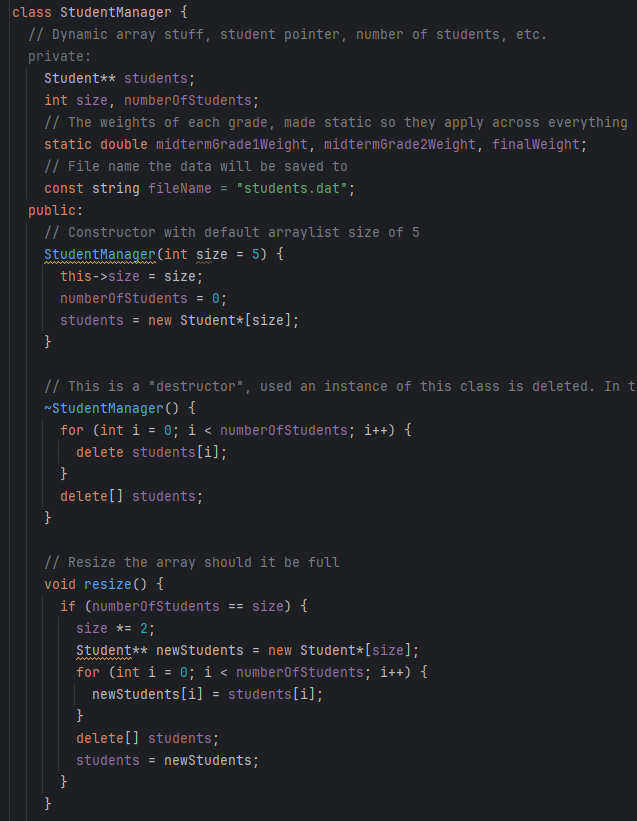 class StudentManager {
// Dynamic array stuff, student pointer, number of students, etc.
private:
Student** students;
int size, numberOfStudents;
// The weights of each grade, made static so they apply across everything
static double midtermGrade1Weight, midtermGrade2Weight, finalWeight;
// File name the data will be saved to
const string fileName = "students.dat";
public:
// Constructor with default arraylist size of 5
StudentManager(int size = 5) {
this->size = size;
numberOfStudents = 0;
students = new Student*[size];
}
// This is a "destructor", used an instance of this class is deleted. In t
~StudentManager() {
for (int i = 0; i < numberOfStudents; i++) {
delete students[i];
}
delete[] students;
}
// Resize the array should it be full
void resize() {
if (numberOfStudents == size) {
size *= 2;
Student** newStudents = new Student*[size];
for (int i = 0; i < numberOfStudents; i++) {
newStudents[i] = students[i];
}
delete[] students;
students = newStudents;
}
}